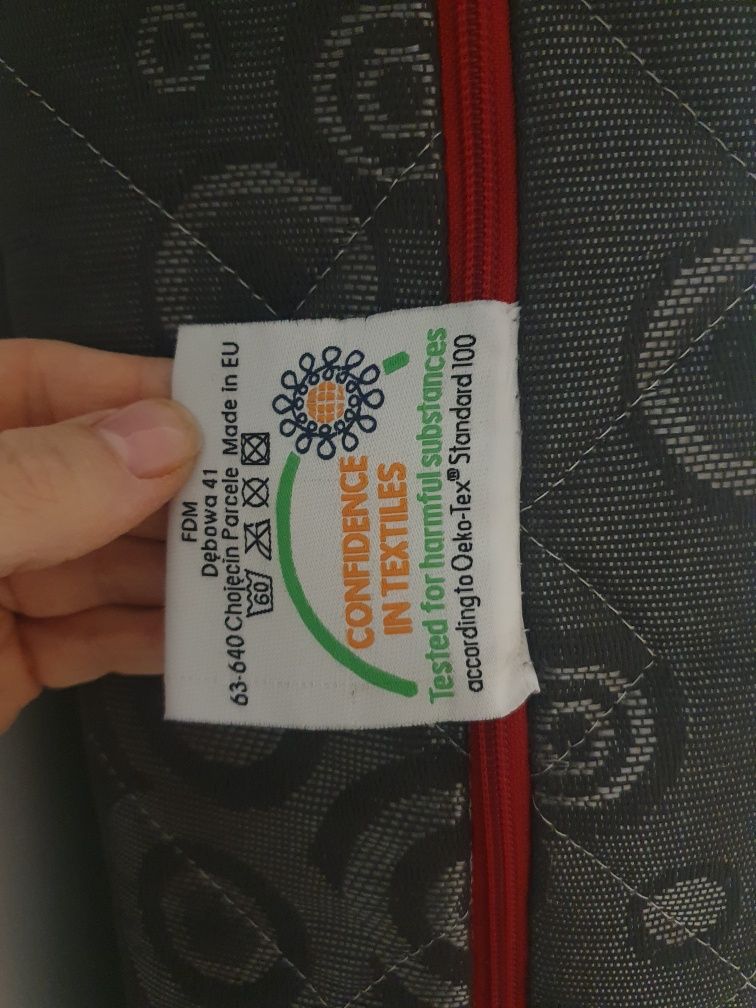 FDM
Dębowa 41
63-640 Chojęcin Parcele Made in EU
60
CONFIDENCE
IN TEXTILES
Tested for harmful substances
according to Oeko-Tex® Standard 100